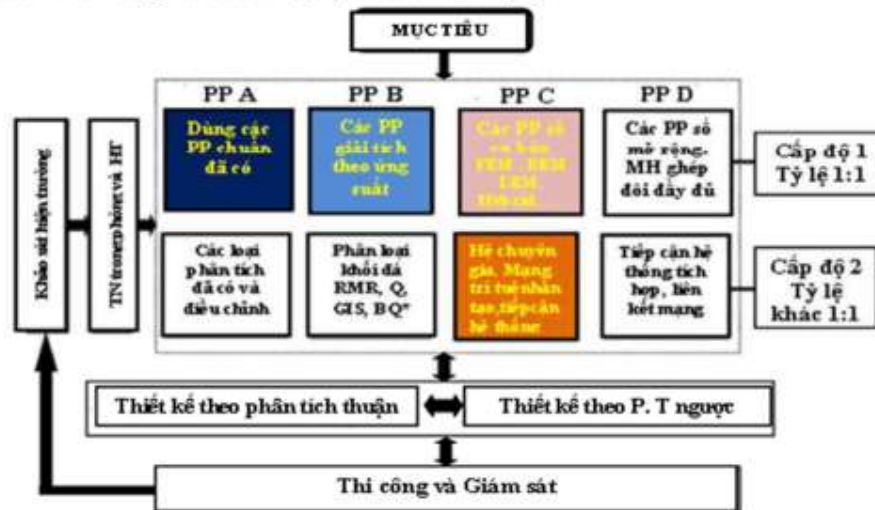 MỤC TIÊU
PP A
PP B
PP C
PP D
Dùng các
PP chuẩn
đã có
Các PP
giải tích
theo ứng
suất
Các PP số
Các PP số
mở rộng.
MH ghép
đôi đầy đủ
Cấp độ 1
Tỷ lệ 1:1
Khảo sát hiện trường
TN trong phòng và HT
Các loại
phân tích
đã có và
điều chỉnh
Phân loại
khối đá
RMR, Q,
GIS, BQ*
Hệ chuyên
gia, Mạng
trí tuệ nhân
tạo, tiếp cận
hệ thống
Tiếp cận hệ
thống tích
hợp, liên
kết mạng
Cấp độ 2
Tỷ lệ
khác 1:1
Thiết kế theo phân tích thuận
Thiết kế theo P. T ngược
Thi công và Giám sát